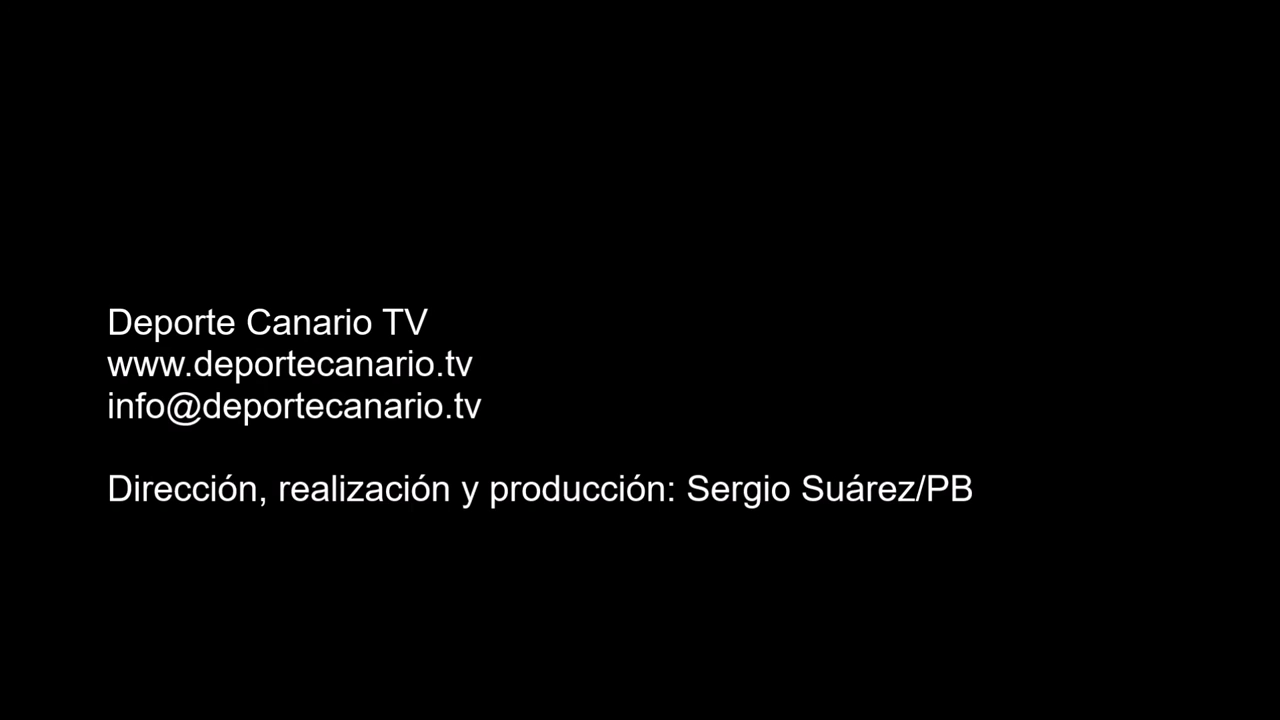 Deporte Canario TV
www.deportecanario.tv
info@deportecanario.tv
Dirección, realización y producción: Sergio Suárez/PB